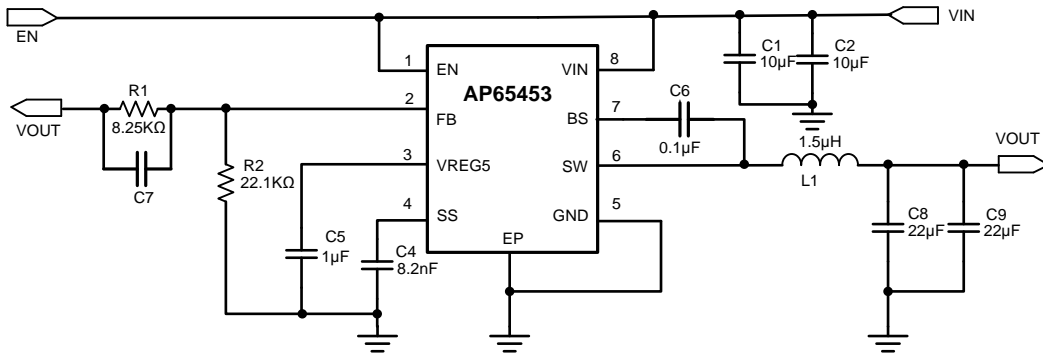 EN
VIN
C1
10µF
C2
10µF
1
EN
VIN
8
AP65453
R1
8.25KΩ
VOUT
2
FB
BS
7
C6
0.1µF
C7
R2
22.1KΩ
3
VREG5
SW
6
1.5µH
L1
VOUT
4
SS
GND
5
EP
C5
1µF
C4
8.2nF
C8
22µF
C9
22µF